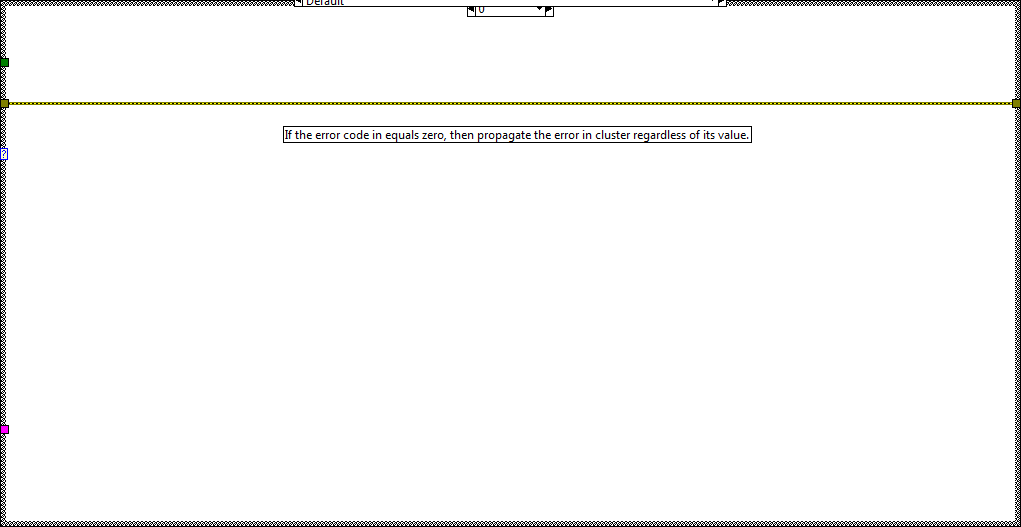 Default
0
If the error code in equals zero, then propagate the error in cluster regardless of its value.
?